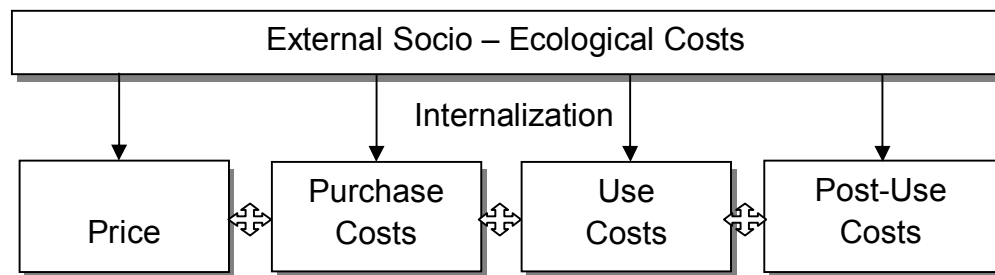 External Socio – Ecological Costs
Internalization
Price
Purchase
Costs
Use
Costs
Post-Use
Costs